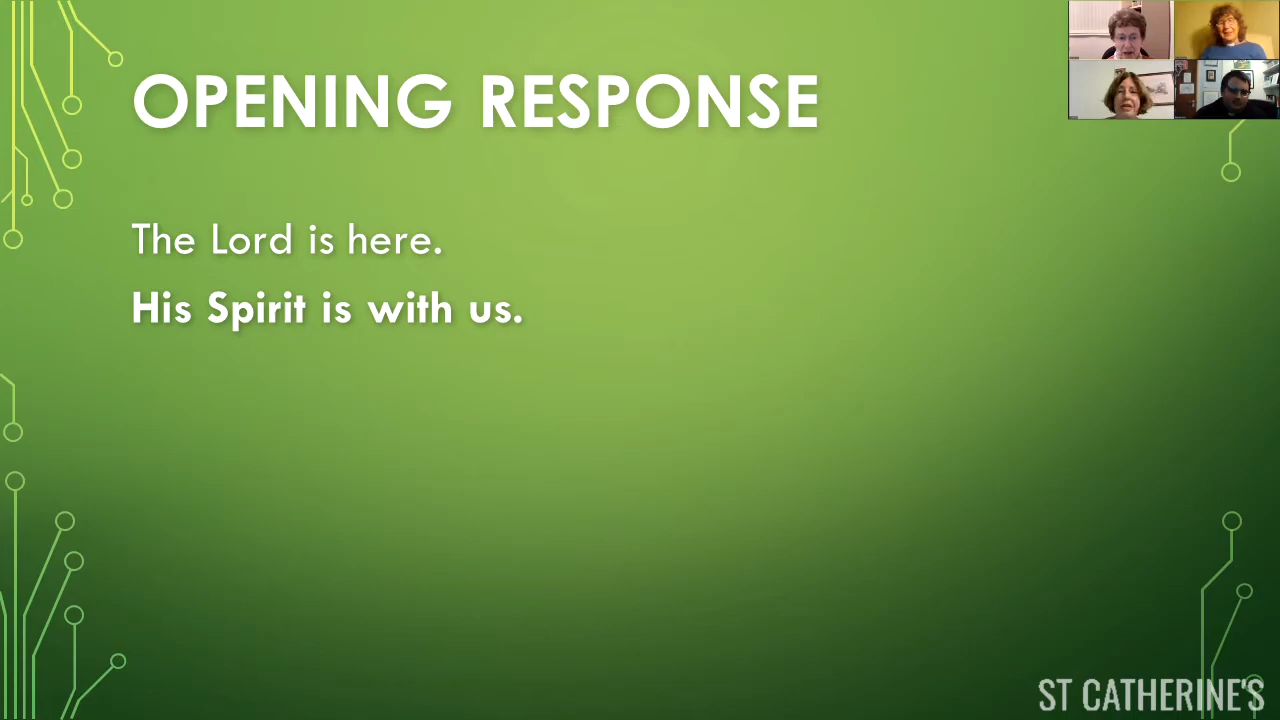 OPENING RESPONSE
The Lord is here.
His Spirit is with us.
ST CATHERINE'S